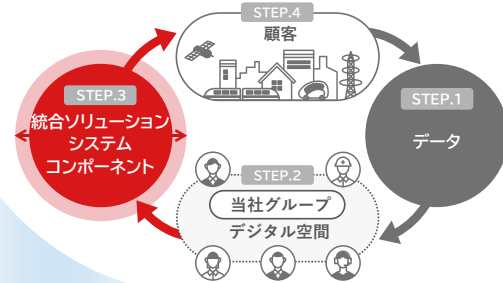 STEP.4
顧客
STEP.3
統合ソリューション
システム
コンポーネント
STEP.1
データ
STEP.2
当社グループ
デジタル空間